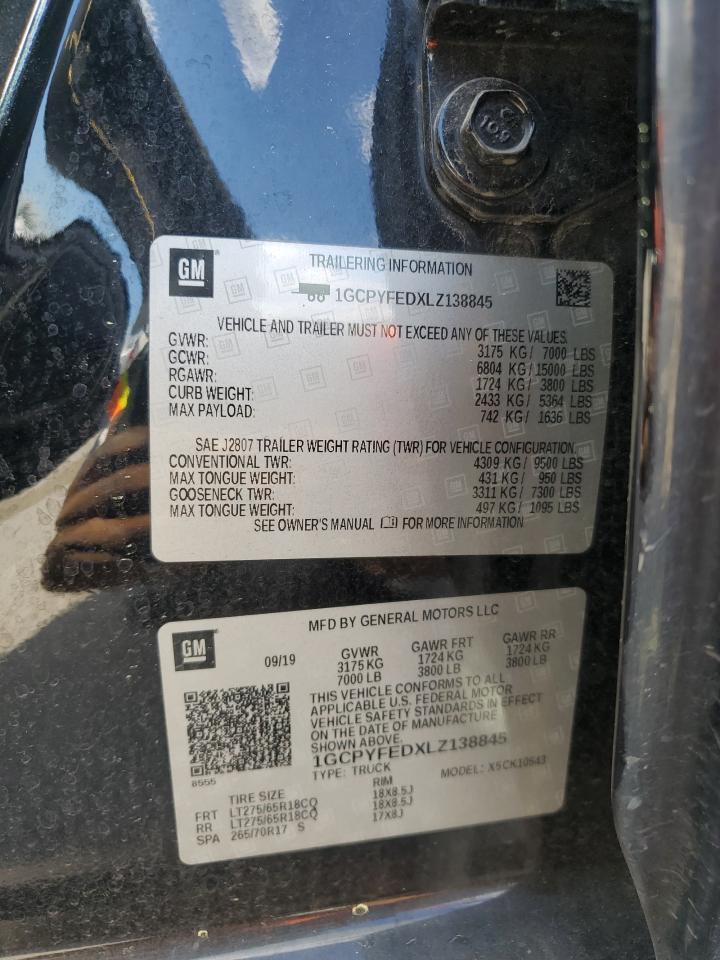 109
GM
TRAILERING INFORMATION
1GCPYFEDXLZ138845
VEHICLE AND TRAILER MUST NOT EXCEED ANY OF THESE VALUES.
GVWR: 3175 KG / 7000 LBS
GCWR: 6804 KG / 15000 LBS
RGAWR: 1724 KG / 3800 LBS
CURB WEIGHT: 2433 KG / 5364 LBS
MAX PAYLOAD: 742 KG / 1636 LBS
SAE J2807 TRAILER WEIGHT RATING (TWR) FOR VEHICLE CONFIGURATION.
CONVENTIONAL TWR: 4309 KG / 9500 LBS
MAX TONGUE WEIGHT: 431 KG / 950 LBS
GOOSENECK TWR: 3311 KG / 7300 LBS
MAX TONGUE WEIGHT: 497 KG / 1095 LBS
SEE OWNER'S MANUAL FOR MORE INFORMATION
GM
MFD BY GENERAL MOTORS LLC
09/19 GVWR GAWR FRT GAWR RR
3175 KG 1724 KG 1724 KG
7000 LB 3800 LB 3800 LB
THIS VEHICLE CONFORMS TO ALL
APPLICABLE U.S. FEDERAL MOTOR
VEHICLE SAFETY STANDARDS IN EFFECT
ON THE DATE OF MANUFACTURE
SHOWN ABOVE.
1GCPYFEDXLZ138845
8555
TYPE: TRUCK MODEL: X5 CK10543
TIRE SIZE RIM
FRT LT275/65R18CQ 18X8.5J
RR LT275/65R18CQ 18X8.5J
SPA 265/70R17 S 17X8J